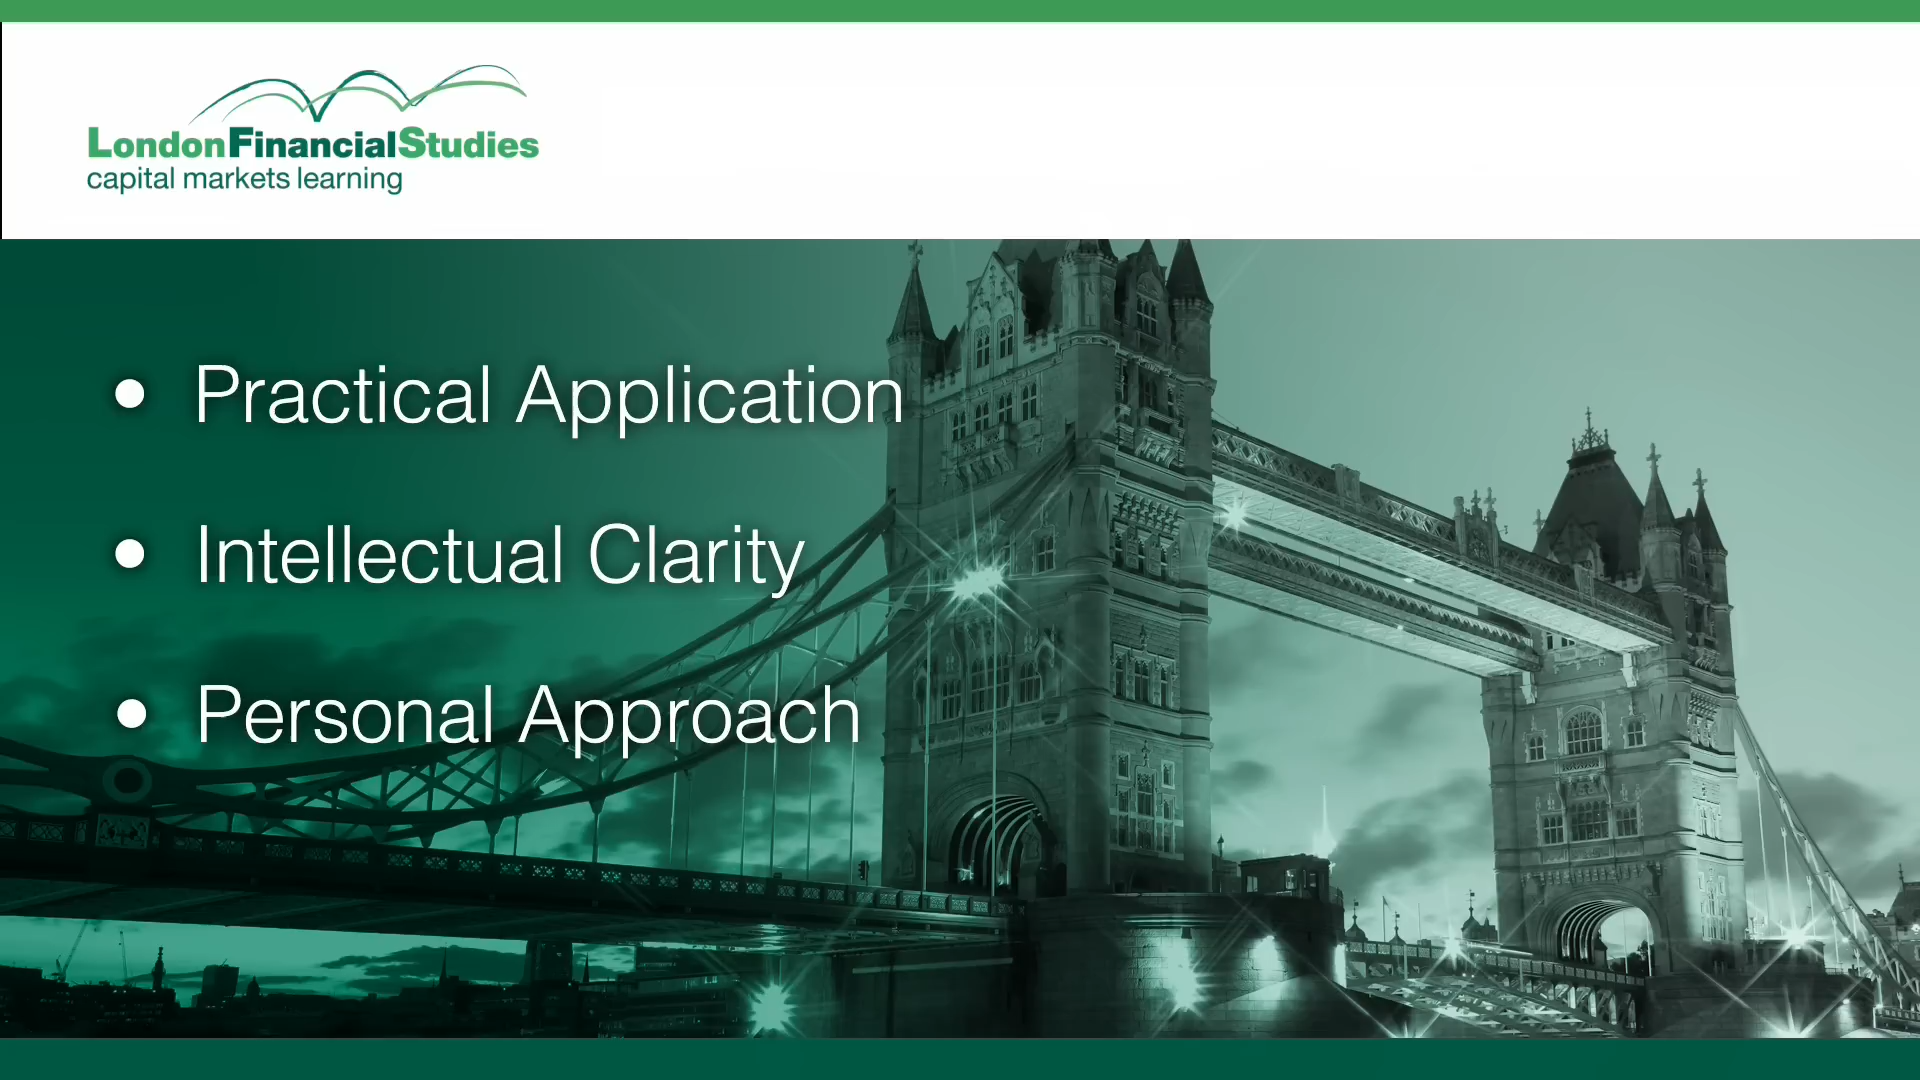 LondonFinancialStudies
capital markets learning
• Practical Application
• Intellectual Clarity
• Personal Approach